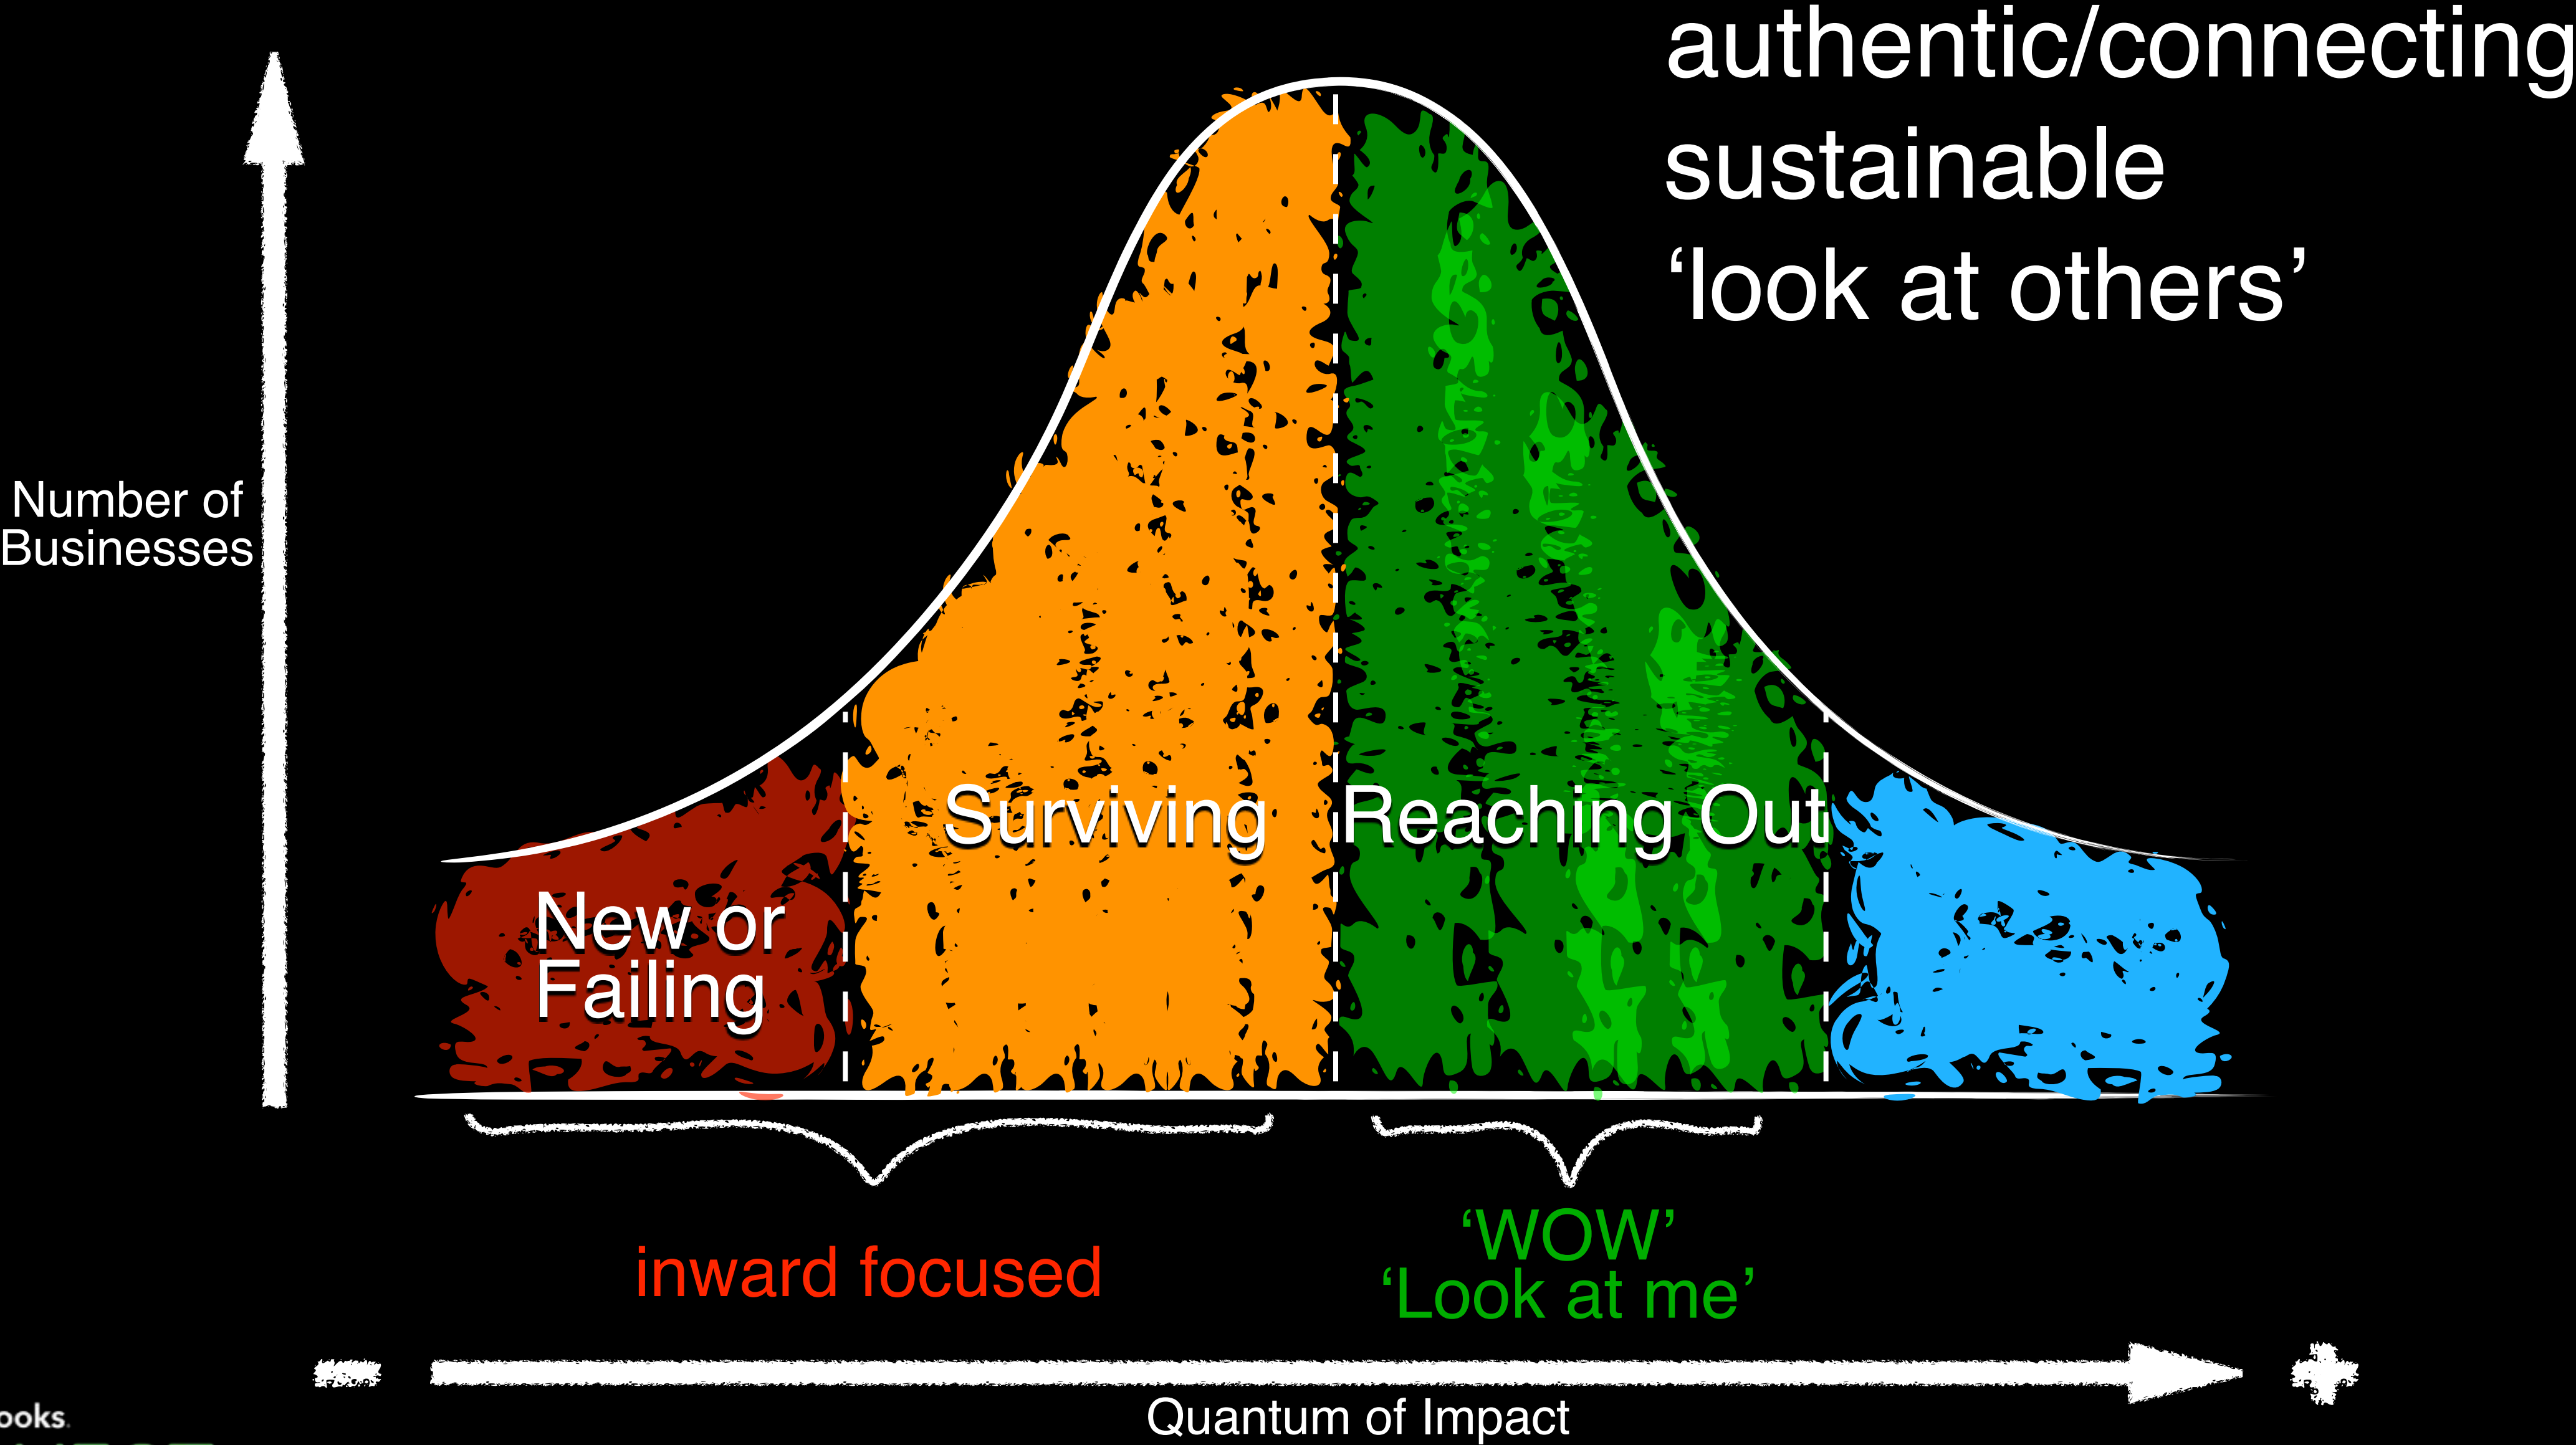 authentic/connecting
sustainable
‘look at others’
Number of
Businesses
Surviving
Reaching Out
New or
Failing
inward focused
‘WOW’
‘Look at me’
Quantum of Impact